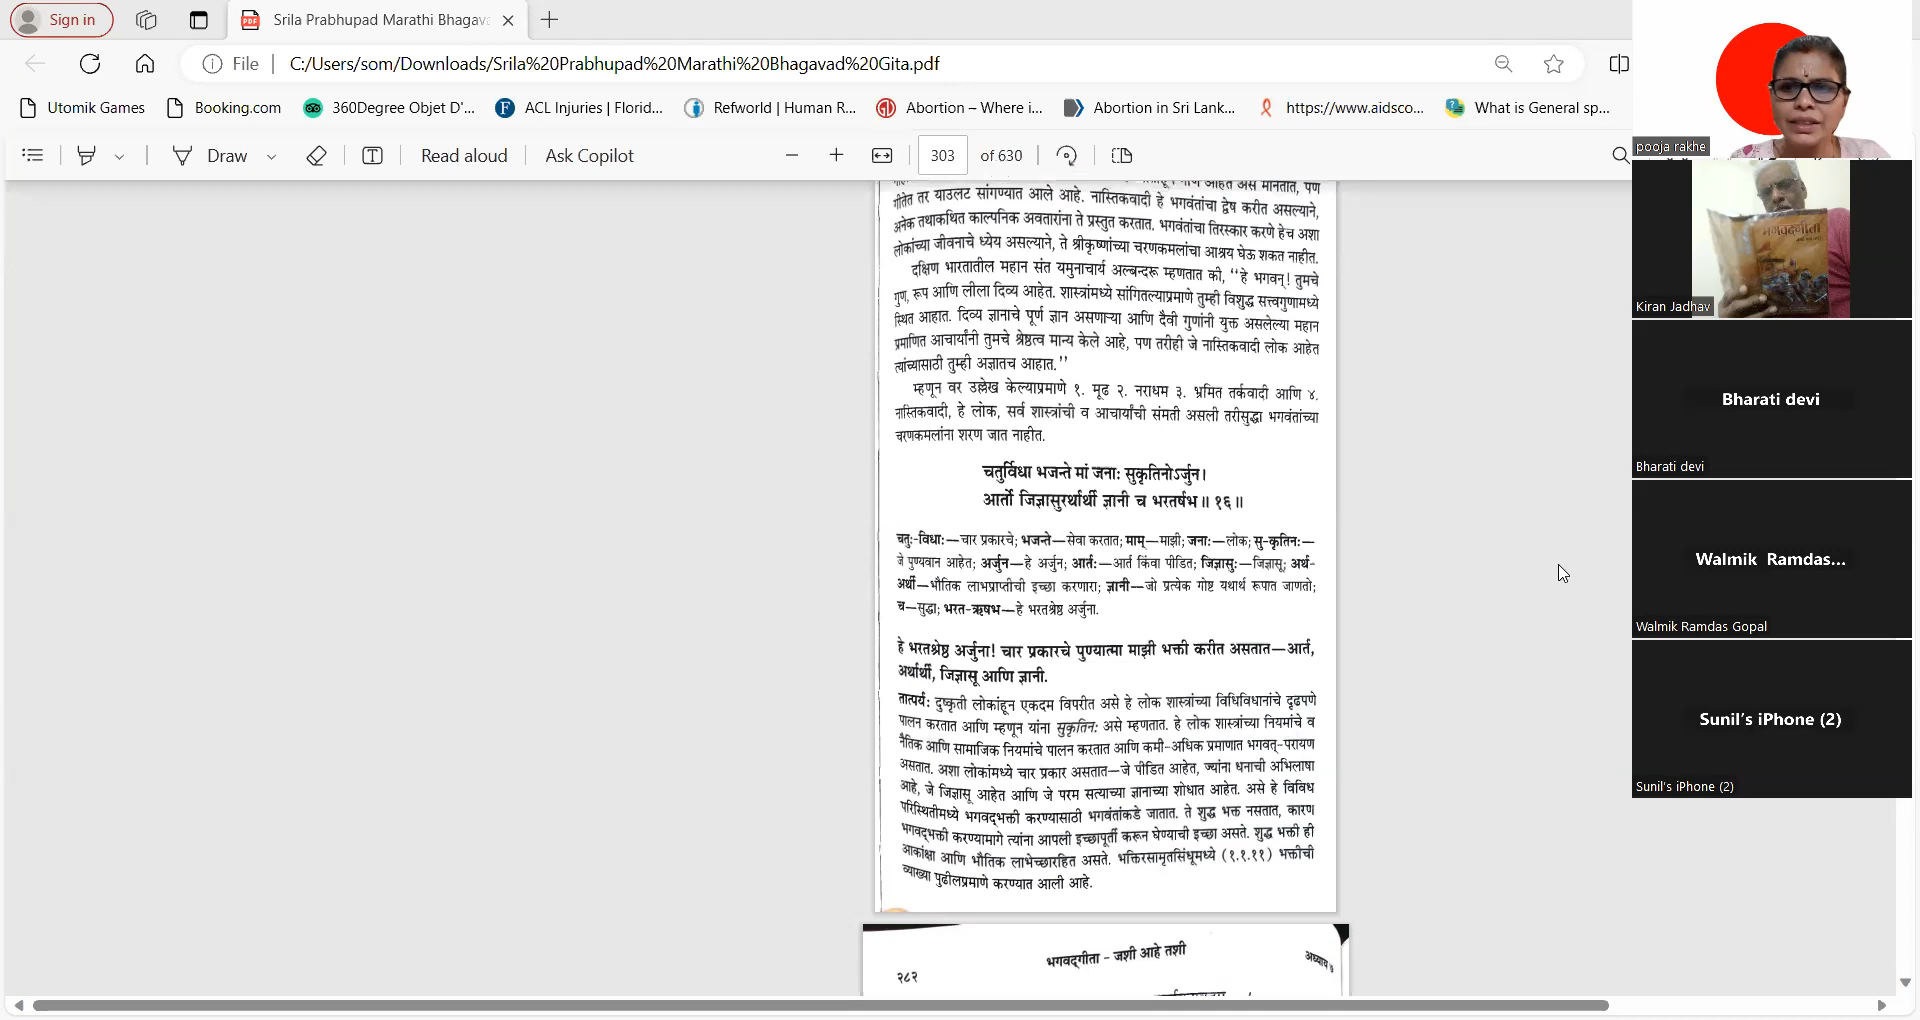 Sign in
Srila Prabhupad Marathi Bhagav
File
C:/Users/som/Downloads/Srila%20Prabhupad%20Marathi%20Bhagavad%20Gita.pdf
Utomik Games
Booking.com
360Degree Objet D'...
ACL Injuries | Florid...
Refworld | Human R...
Abortion – Where i...
Abortion in Sri Lank...
https://www.aidsco...
What is General sp...
Draw
Read aloud
Ask Copilot
303 of 630
आहेत असे मानतात, पण
गीतेत तर याउलट सांगण्यात आले आहे. नास्तिकवादी हे भगवंतांचा द्वेष करीत असल्याने,
अनेक तथाकथित काल्पनिक अवतारांना ते प्रस्तुत करतात. भगवंतांचा तिरस्कार करणे हेच अशा
लोकांच्या जीवनाचे ध्येय असल्याने, ते श्रीकृष्णांच्या चरणकमलांचा आश्रय घेऊ शकत नाहीत.
दक्षिण भारतातील महान संत यमुनाचार्य अल्बन्दरू म्हणतात की, ''हे भगवन्! तुमचे
गुण, रूप आणि लीला दिव्य आहेत. शास्त्रांमध्ये सांगितल्याप्रमाणे तुम्ही विशुद्ध सत्त्वगुणामध्ये
स्थित आहात. दिव्य ज्ञानाचे पूर्ण ज्ञान असणाऱ्या आणि दैवी गुणांनी युक्त असलेल्या महान
प्रमाणित आचार्यांनी तुमचे श्रेष्ठत्व मान्य केले आहे, पण तरीही जे नास्तिकवादी लोक आहेत
त्यांच्यासाठी तुम्ही अज्ञातच आहात.''
म्हणून वर उल्लेख केल्याप्रमाणे १. मूढ २. नराधम ३. भ्रमित तर्कवादी आणि ४.
नास्तिकवादी, हे लोक, सर्व शास्त्रांची व आचार्यांची संमती असली तरीसुद्धा भगवंतांच्या
चरणकमलांना शरण जात नाहीत.
चतुर्विधा भजन्ते मां जनाः सुकृतिनोऽर्जुन।
आर्तो जिज्ञासुरर्थार्थी ज्ञानी च भरतर्षभ॥ १६॥
चतुः-विधाः—चार प्रकारचे; भजन्ते—सेवा करतात; माम्—माझी; जनाः—लोक; सु-कृतिनः—
जे पुण्यवान आहेत; अर्जुन—हे अर्जुन; आर्तः—आर्त किंवा पीडित; जिज्ञासुः—जिज्ञासू; अर्थ-
अर्थी—भौतिक लाभप्राप्तीची इच्छा करणारा; ज्ञानी—जो प्रत्येक गोष्ट यथार्थ रूपात जाणतो;
च—सुद्धा; भरत-ऋषभ—हे भरतश्रेष्ठ अर्जुना.
हे भरतश्रेष्ठ अर्जुना! चार प्रकारचे पुण्यात्मा माझी भक्ती करीत असतात—आर्त,
अर्थार्थी, जिज्ञासू आणि ज्ञानी.
तात्पर्य: दुष्कृती लोकांहून एकदम विपरीत असे हे लोक शास्त्रांच्या विधिविधानांचे दृढपणे
पालन करतात आणि म्हणून यांना सुकृतिनः असे म्हणतात. हे लोक शास्त्रांच्या नियमांचे व
नैतिक आणि सामाजिक नियमांचे पालन करतात आणि कमी-अधिक प्रमाणात भगवत्-परायण
असतात. अशा लोकांमध्ये चार प्रकार असतात—जे पीडित आहेत, ज्यांना धनाची अभिलाषा
आहे, जे जिज्ञासू आहेत आणि जे परम सत्याच्या ज्ञानाच्या शोधात आहेत. असे हे विविध
परिस्थितीमध्ये भगवद्भक्ती करण्यासाठी भगवंतांकडे जातात. ते शुद्ध भक्त नसतात, कारण
भगवद्भक्ती करण्यामागे त्यांना आपली इच्छापूर्ती करून घेण्याची इच्छा असते. शुद्ध भक्ती ही
आकांक्षा आणि भौतिक लाभेच्छारहित असते. भक्तिरसामृतसिंधूमध्ये (१.१.११) भक्तीची
व्याख्या पुढीलप्रमाणे करण्यात आली आहे.
भगवद्‌गीता - जशी आहे तशी
अध्याय ७
२८२
pooja rakhe
भगवद्गीता
Kiran Jadhav
Bharati devi
Bharati devi
Walmik Ramdas...
Walmik Ramdas Gopal
Sunil's iPhone (2)
Sunil's iPhone (2)